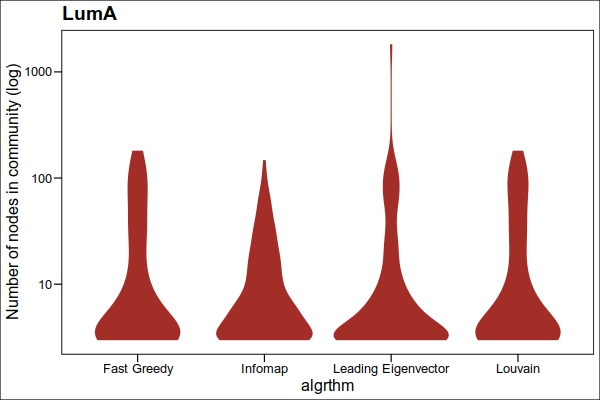 LumA
Number of nodes in community (log)
1000
100
10
Fast Greedy
Infomap
Leading Eigenvector
Louvain
algrthm